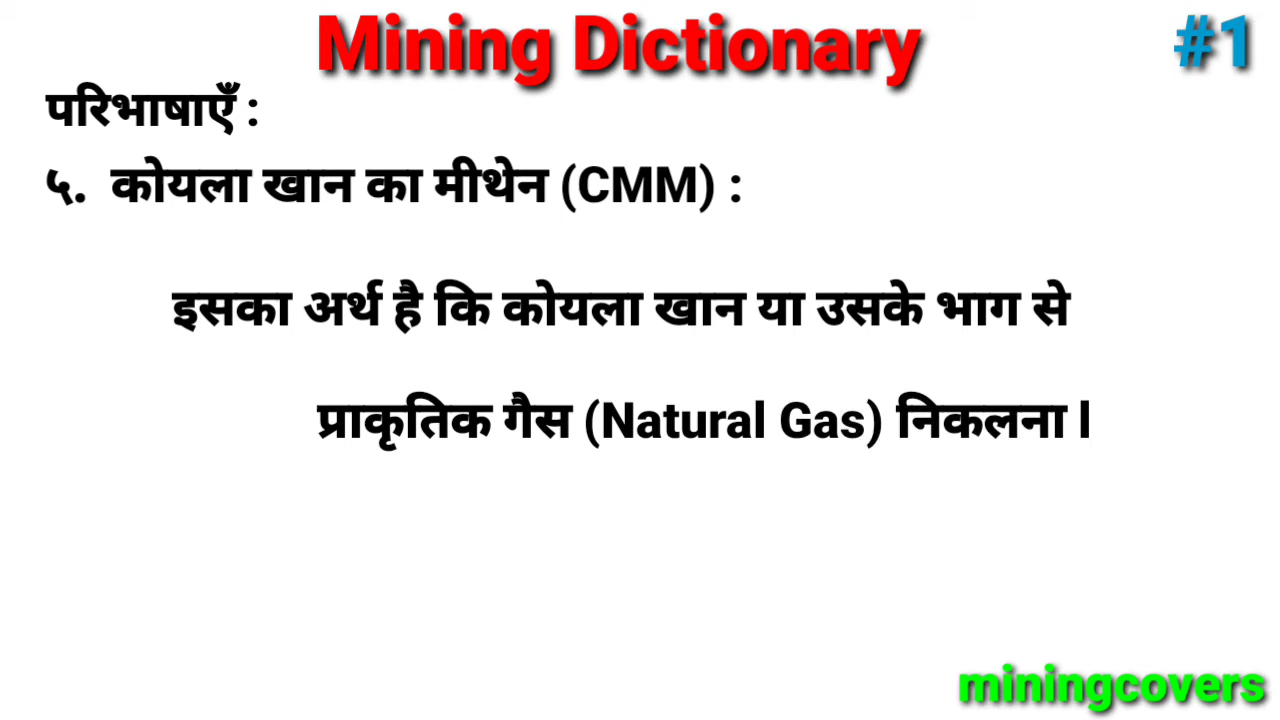 Mining Dictionary
#1
परिभाषाएँ :
५. कोयला खान का मीथेन (CMM) :
इसका अर्थ है कि कोयला खान या उसके भाग से
प्राकृतिक गैस (Natural Gas) निकलना l
miningcovers